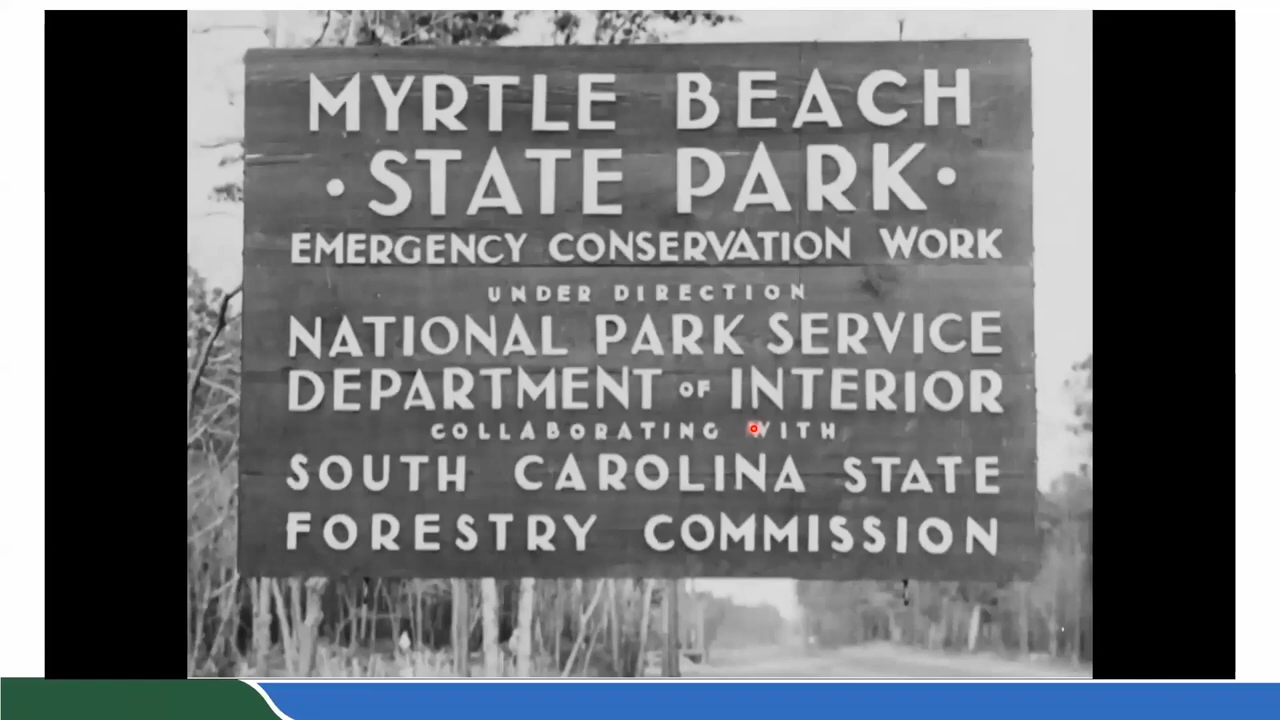 MYRTLE BEACH
· STATE PARK ·
EMERGENCY CONSERVATION WORK
UNDER DIRECTION
NATIONAL PARK SERVICE
DEPARTMENT OF INTERIOR
COLLABORATING WITH
SOUTH CAROLINA STATE
FORESTRY COMMISSION